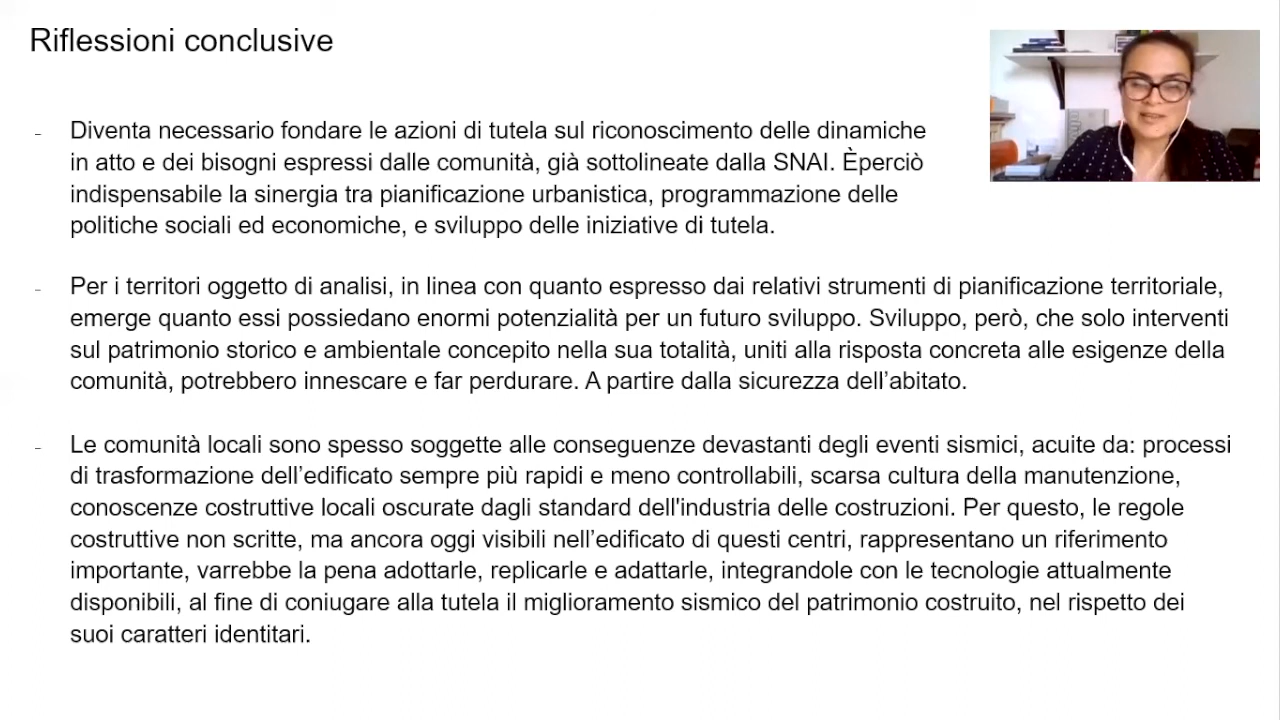 Riflessioni conclusive
- Diventa necessario fondare le azioni di tutela sul riconoscimento delle dinamiche
in atto e dei bisogni espressi dalle comunità, già sottolineate dalla SNAI. Èperciò
indispensabile la sinergia tra pianificazione urbanistica, programmazione delle
politiche sociali ed economiche, e sviluppo delle iniziative di tutela.
- Per i territori oggetto di analisi, in linea con quanto espresso dai relativi strumenti di pianificazione territoriale,
emerge quanto essi possiedano enormi potenzialità per un futuro sviluppo. Sviluppo, però, che solo interventi
sul patrimonio storico e ambientale concepito nella sua totalità, uniti alla risposta concreta alle esigenze della
comunità, potrebbero innescare e far perdurare. A partire dalla sicurezza dell’abitato.
- Le comunità locali sono spesso soggette alle conseguenze devastanti degli eventi sismici, acuite da: processi
di trasformazione dell’edificato sempre più rapidi e meno controllabili, scarsa cultura della manutenzione,
conoscenze costruttive locali oscurate dagli standard dell'industria delle costruzioni. Per questo, le regole
costruttive non scritte, ma ancora oggi visibili nell’edificato di questi centri, rappresentano un riferimento
importante, varrebbe la pena adottarle, replicarle e adattarle, integrandole con le tecnologie attualmente
disponibili, al fine di coniugare alla tutela il miglioramento sismico del patrimonio costruito, nel rispetto dei
suoi caratteri identitari.